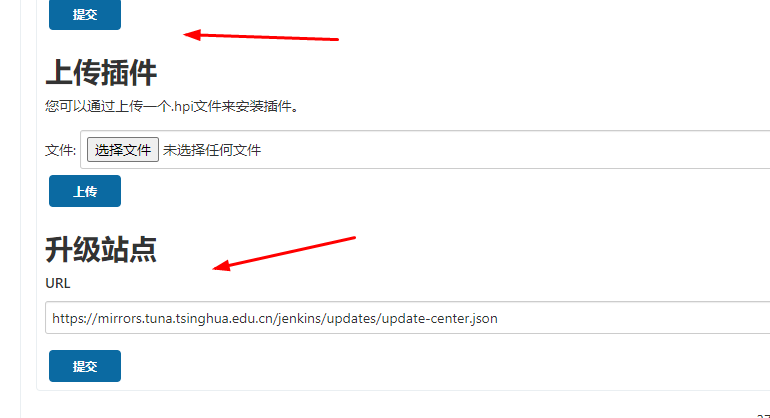 提交
上传插件
您可以通过上传一个.hpi文件来安装插件。
文件: 选择文件 未选择任何文件
上传
升级站点
URL
https://mirrors.tuna.tsinghua.edu.cn/jenkins/updates/update-center.json
提交